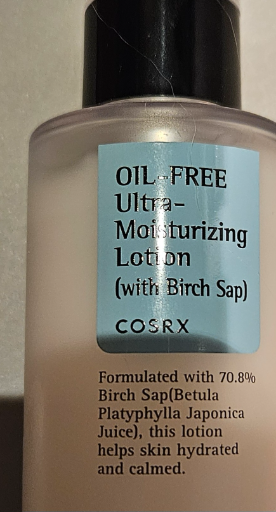 OIL-FREE
Ultra-
Moisturizing
Lotion
(with Birch Sap)
COSRX
Formulated with 70.8%
Birch Sap(Betula
Platyphylla Japonica
Juice), this lotion
helps skin hydrated
and calmed.